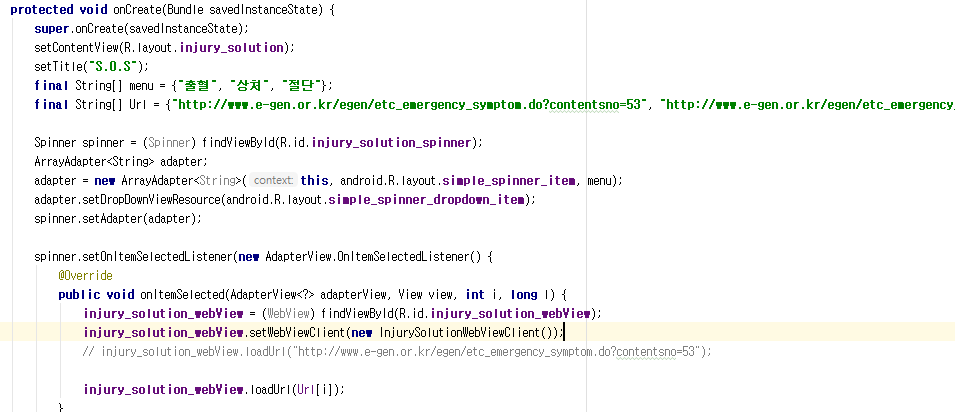 protected void onCreate(Bundle savedInstanceState) {
super.onCreate(savedInstanceState);
setContentView(R.layout.injury_solution);
setTitle("S.O.S");
final String[] menu = {"출혈", "상처", "절단"};
final String[] Url = {"http://www.e-gen.or.kr/egen/etc_emergency_symptom.do?contentsno=53", "http://www.e-gen.or.kr/egen/etc_emergency_
Spinner spinner = (Spinner) findViewById(R.id.injury_solution_spinner);
ArrayAdapter<String> adapter;
adapter = new ArrayAdapter<String>( context: this, android.R.layout.simple_spinner_item, menu);
adapter.setDropDownViewResource(android.R.layout.simple_spinner_dropdown_item);
spinner.setAdapter(adapter);
spinner.setOnItemSelectedListener(new AdapterView.OnItemSelectedListener() {
@Override
public void onItemSelected(AdapterView<?> adapterView, View view, int i, long l) {
injury_solution_webView = (WebView) findViewById(R.id.injury_solution_webView);
injury_solution_webView.setWebViewClient(new InjurySolutionWebViewClient());
// injury_solution_webView.loadUrl("http://www.e-gen.or.kr/egen/etc_emergency_symptom.do?contentsno=53");
injury_solution_webView.loadUrl(Url[i]);
}